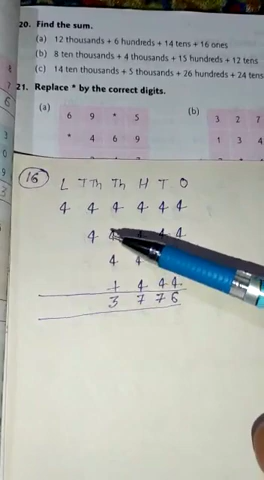 20. Find the sum.
(a) 12 thousands + 6 hundreds + 14 tens + 16 ones
(b) 8 ten thousands + 4 thousands + 15 hundreds + 12 tens
(c) 14 ten thousands + 5 thousands + 26 hundreds + 24 tens
21. Replace * by the correct digits.
(a) (b)
6 9 * 5 3 2 7
* 4 6 9 1 3 4
16 L TTh Th H T O
4 4 4 4 4 4
4 4 4
4 4
1 4 4 4
3 7 7 6